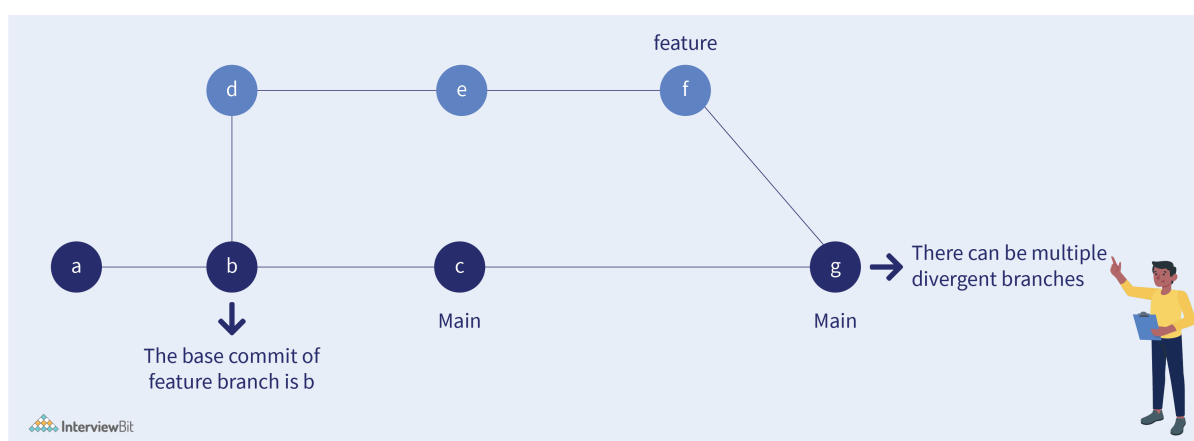 feature
d
e
f
a
b
c
g
There can be multiple
divergent branches
Main
Main
The base commit of
feature branch is b
InterviewBit